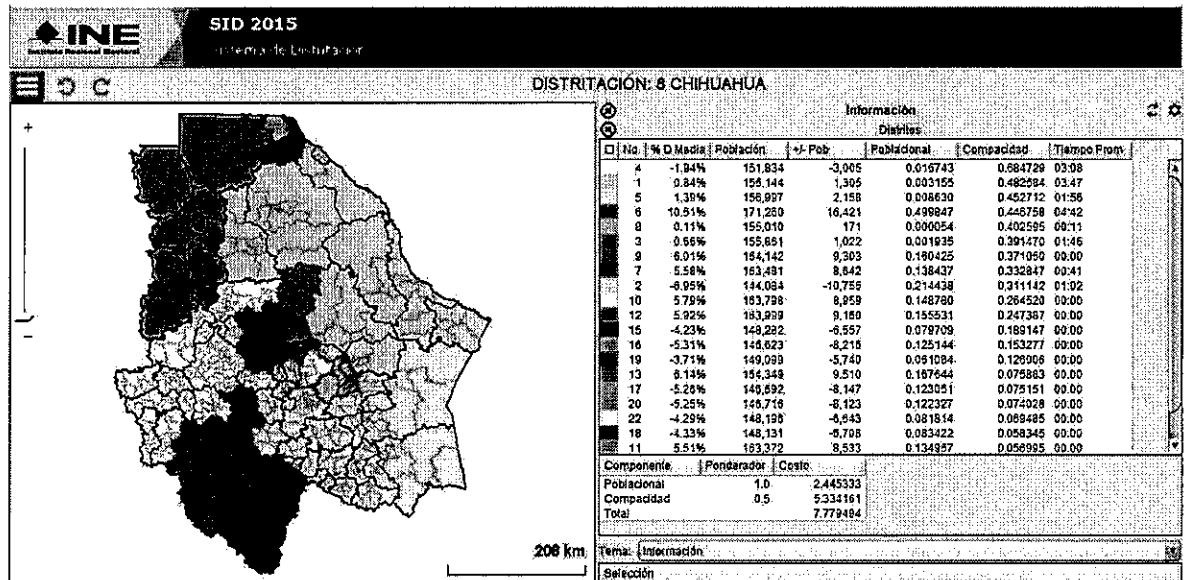 INE
Instituto Nacional Electoral
SID 2015
Sistema de Distritación
DISTRITACIÓN: 8 CHIHUAHUA
+
-
208 km
Información
Distritos
No. % D Media Población +/- Pob Poblacional Compacidad Tiempo Prom
4 -1.94% 151,834 -3,005 0.016743 0.684729 03:08
1 0.84% 156,144 1,305 0.003155 0.482584 03:47
5 1.39% 156,997 2,158 0.008630 0.452712 01:56
6 10.61% 171,260 16,421 0.499847 0.446758 04:42
8 0.11% 155,010 171 0.000054 0.402595 00:11
3 0.66% 155,861 1,022 0.001935 0.391470 01:46
9 6.01% 164,142 9,303 0.160425 0.371050 00:00
7 5.58% 163,481 8,642 0.138437 0.332847 00:41
2 -6.95% 144,084 -10,755 0.214438 0.311142 01:02
10 5.79% 163,798 8,959 0.148780 0.264520 00:00
12 5.92% 163,999 9,160 0.155531 0.247387 00:00
15 -4.23% 148,282 -6,557 0.079709 0.189147 00:00
16 -5.31% 146,623 -8,216 0.125144 0.153277 00:00
19 -3.71% 149,099 -5,740 0.061084 0.126906 00:00
13 6.14% 164,349 9,510 0.167644 0.075883 00:00
17 -5.26% 146,692 -8,147 0.123051 0.075151 00:00
20 -5.25% 146,716 -8,123 0.122327 0.074028 00:00
22 -4.29% 148,196 -6,643 0.081814 0.069485 00:00
18 -4.33% 148,131 -6,708 0.083422 0.058345 00:00
11 5.51% 163,372 8,533 0.134957 0.056995 00:00
Componente Ponderador Costo
Poblacional 1.0 2.445333
Compacidad 0.5 5.334161
Total 7.779494
Tema: Información
Selección